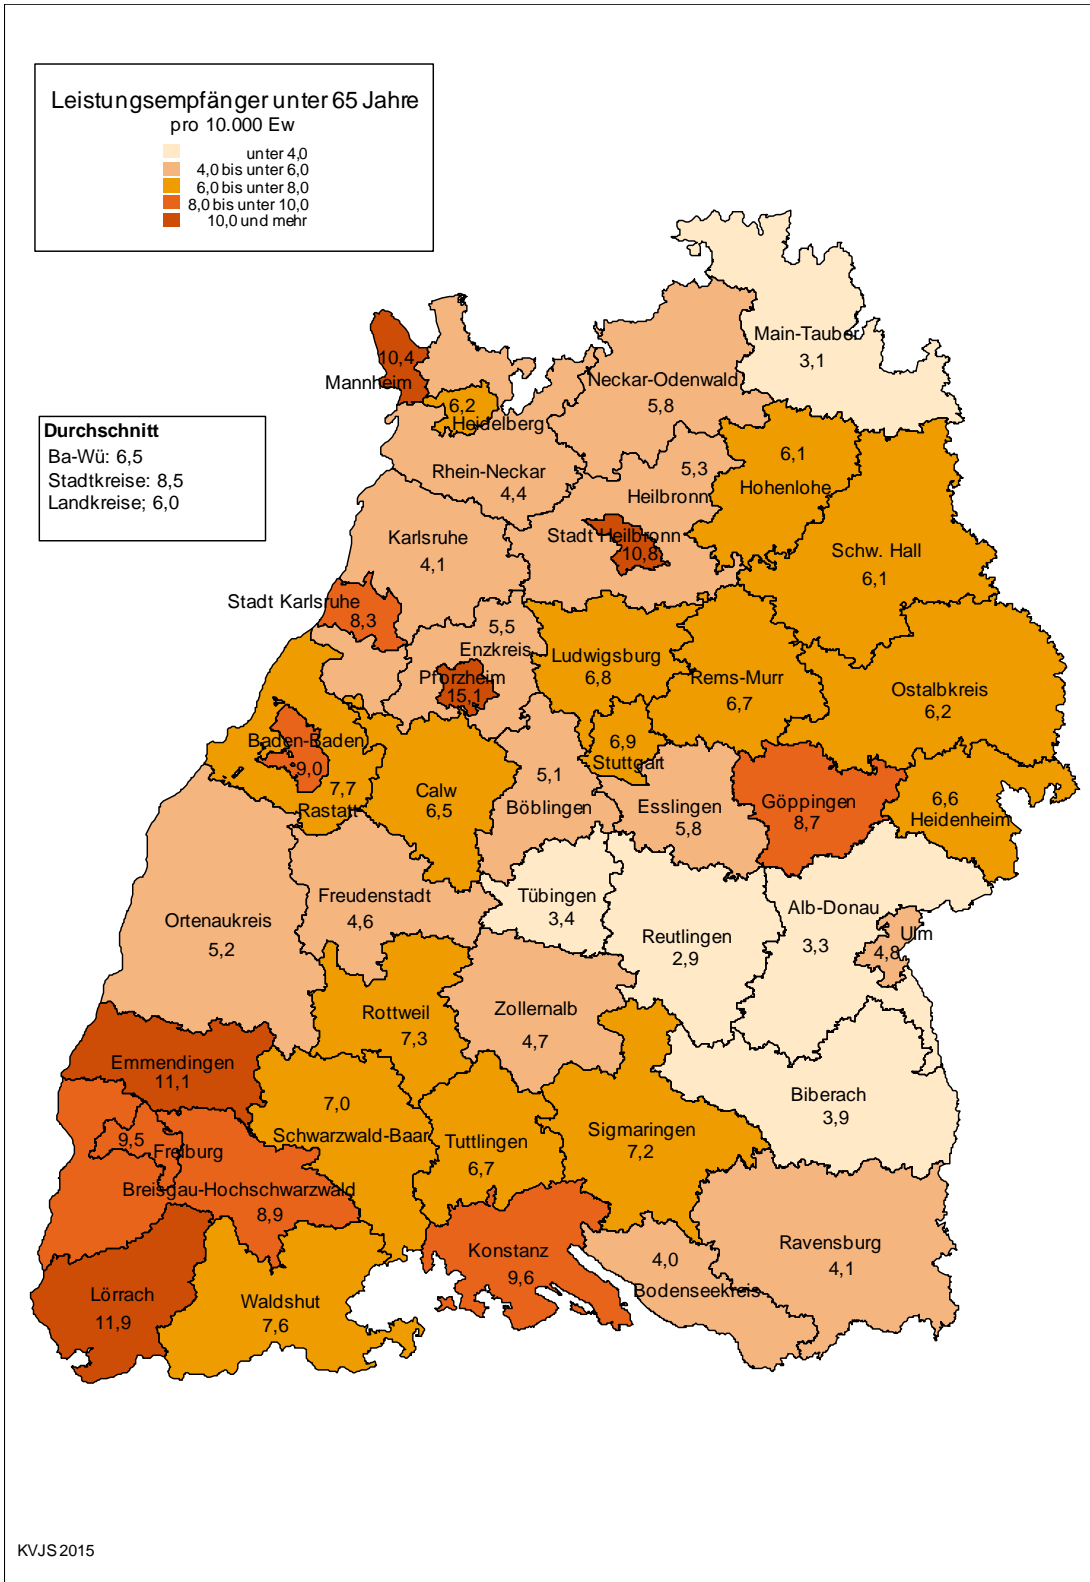 Leistungsempfänger unter 65 Jahre
pro 10.000 Ew
unter 4,0
4,0 bis unter 6,0
6,0 bis unter 8,0
8,0 bis unter 10,0
10,0 und mehr
Durchschnitt
Ba-Wü: 6,5
Stadtkreise: 8,5
Landkreise; 6,0
Main-Tauber
3,1
10,4
Mannheim
Neckar-Odenwald
5,8
6,2
Heidelberg
Rhein-Neckar
4,4
5,3
Heilbronn
6,1
Hohenlohe
Karlsruhe
4,1
Stadt Heilbronn
10,8
Schw. Hall
6,1
Stadt Karlsruhe
8,3
5,5
Enzkreis
Pforzheim
15,1
Ludwigsburg
6,8
Rems-Murr
6,7
Ostalbkreis
6,2
Baden-Baden
9,0
7,7
Rastatt
Calw
6,5
5,1
Böblingen
6,9
Stuttgart
Esslingen
5,8
Göppingen
8,7
6,6
Heidenheim
Ortenaukreis
5,2
Freudenstadt
4,6
Tübingen
3,4
Reutlingen
2,9
Alb-Donau
3,3
Ulm
4,8
Rottweil
7,3
Zollernalb
4,7
Emmendingen
11,1
7,0
Schwarzwald-Baar
Tuttlingen
6,7
Sigmaringen
7,2
Biberach
3,9
9,5
Freiburg
Breisgau-Hochschwarzwald
8,9
Konstanz
9,6
4,0
Bodenseekreis
Ravensburg
4,1
Lörrach
11,9
Waldshut
7,6
KVJS 2015